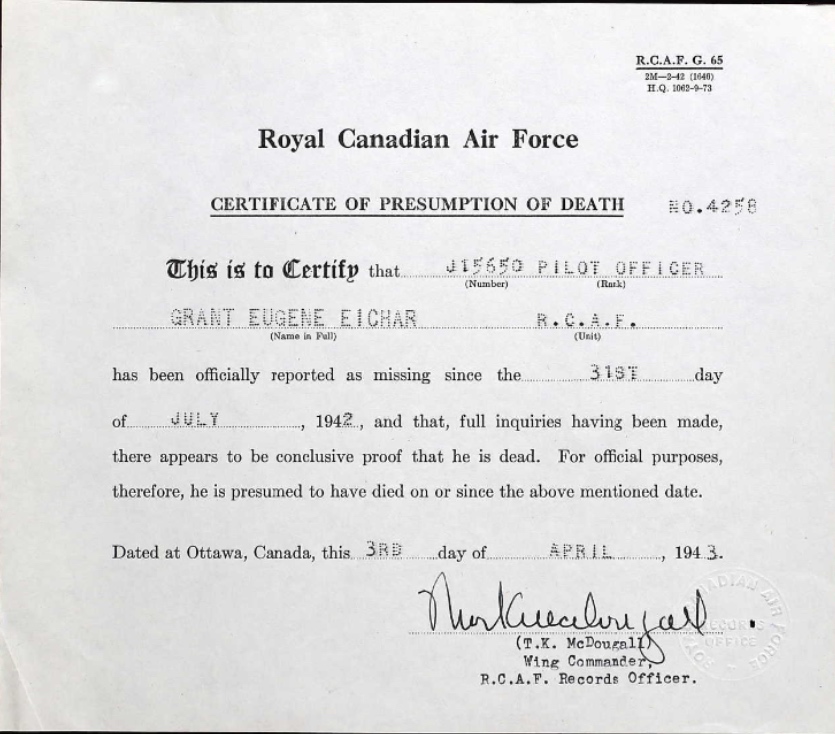 R.C.A.F. G. 65
2M—2-42 (1640)
H.Q. 1062-9-73
Royal Canadian Air Force
CERTIFICATE OF PRESUMPTION OF DEATH NO.4258
This is to Certify that J15650 PILOT OFFICER
(Number) (Rank)
GRANT EUGENE EICHAR R.C.A.F.
(Name in Full) (Unit)
has been officially reported as missing since the 31ST day
of JULY, 1942, and that, full inquiries having been made,
there appears to be conclusive proof that he is dead. For official purposes,
therefore, he is presumed to have died on or since the above mentioned date.
Dated at Ottawa, Canada, this 3RD day of APRIL, 1943.
(T.K. McDougall)
Wing Commander,
R.C.A.F. Records Officer.
RECORDS
OFFICE